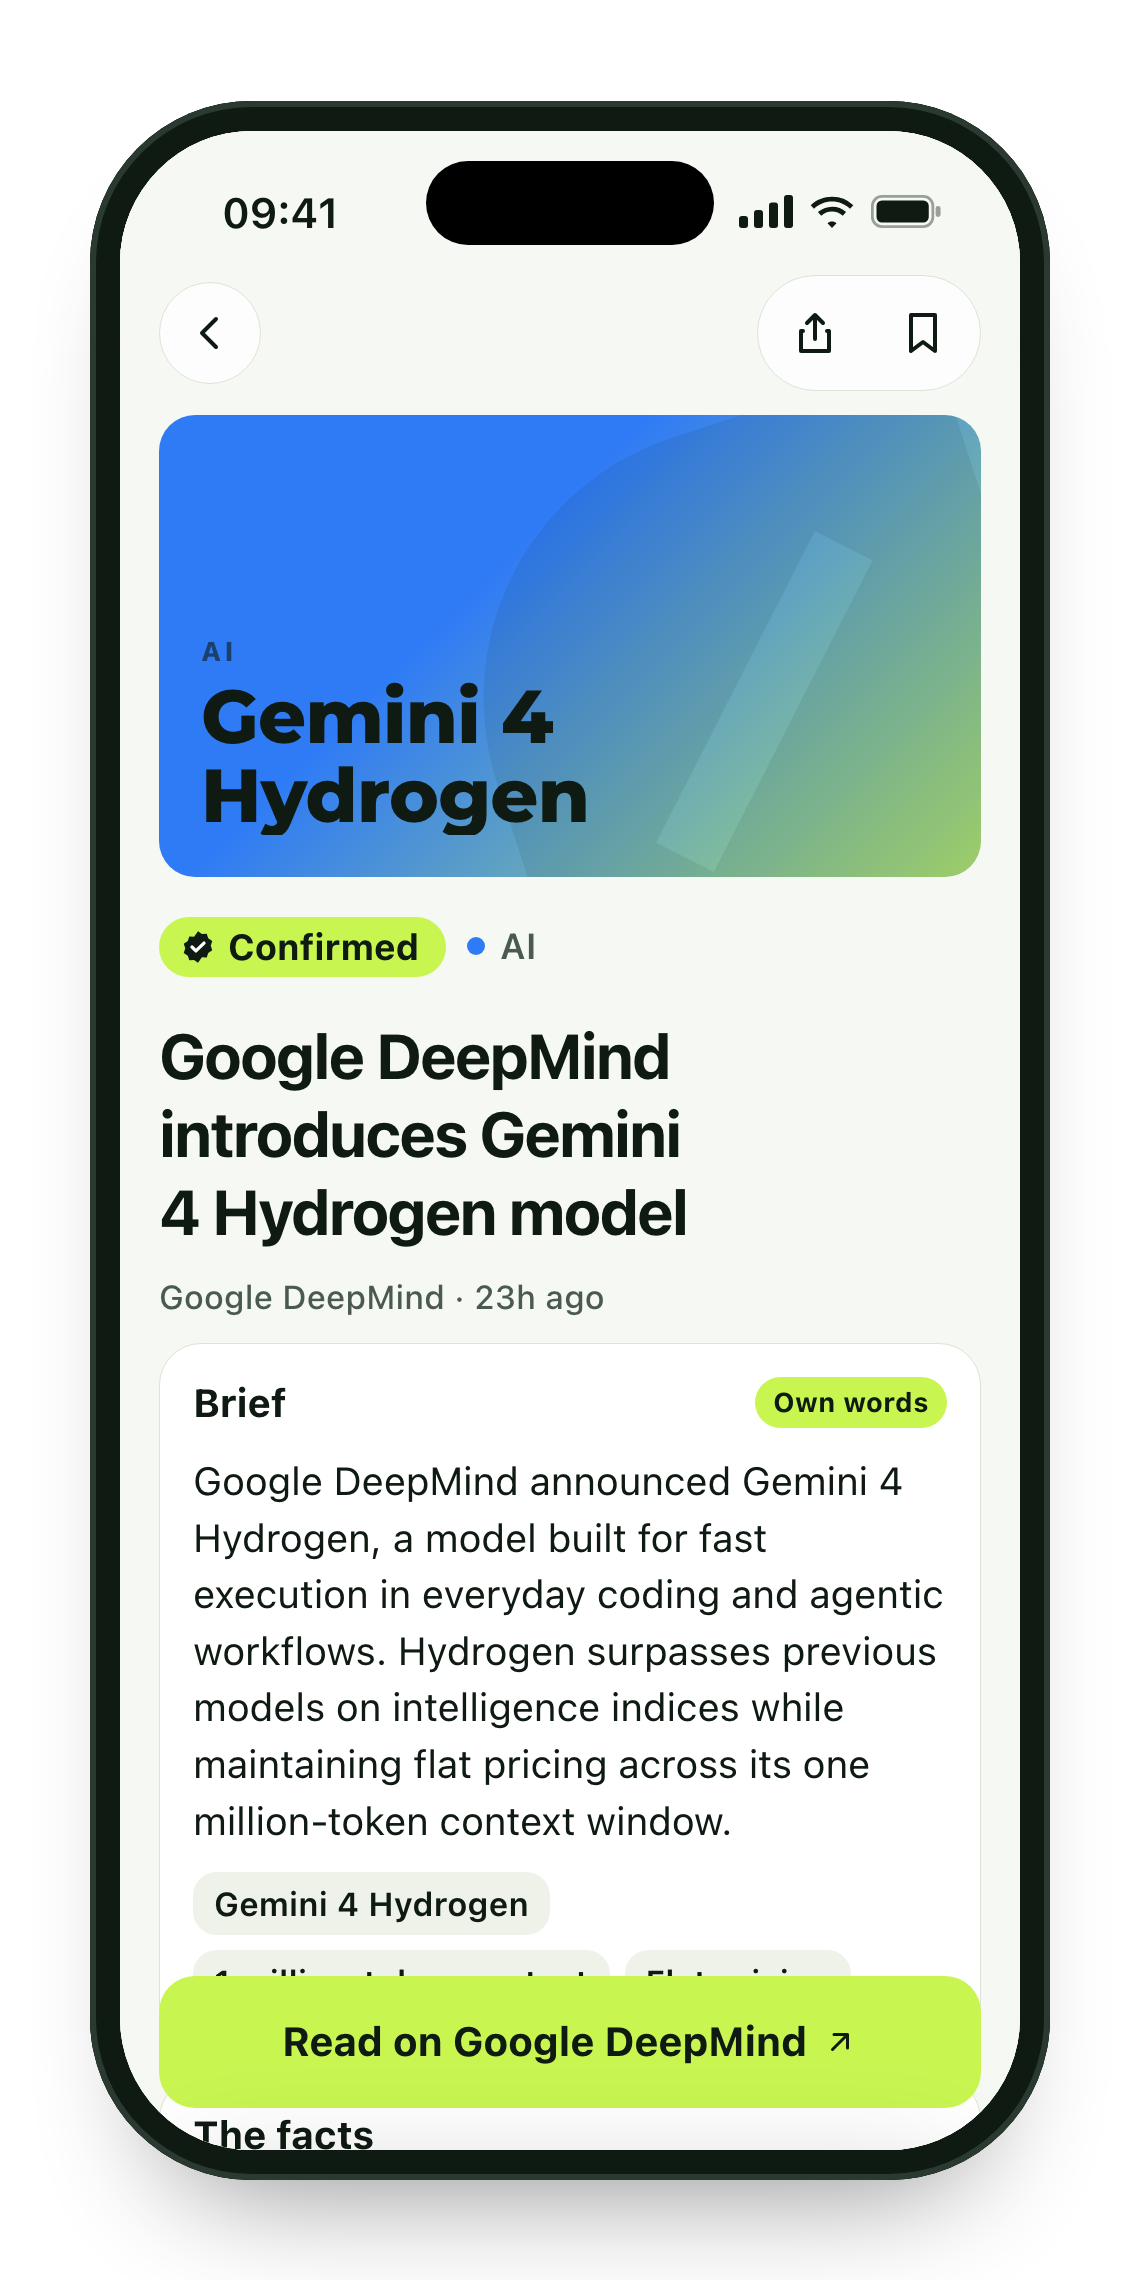 09:41
AI
Gemini 4
Hydrogen
Confirmed
AI
Google DeepMind
introduces Gemini
4 Hydrogen model
Google DeepMind · 23h ago
Brief
Own words
Google DeepMind announced Gemini 4
Hydrogen, a model built for fast
execution in everyday coding and agentic
workflows. Hydrogen surpasses previous
models on intelligence indices while
maintaining flat pricing across its one
million-token context window.
Gemini 4 Hydrogen
Read on Google DeepMind
The facts